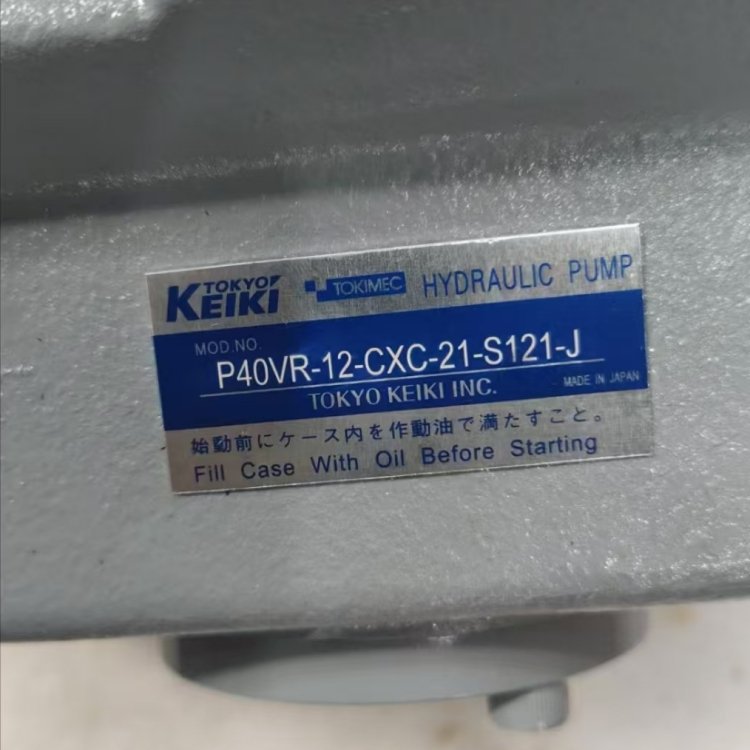 TOKYO KEIKI TOKIMEC HYDRAULIC PUMP
MOD.NO.
P40VR-12-CXC-21-S121-J
TOKYO KEIKI INC. MADE IN JAPAN
始動前にケース内を作動油で満たすこと。
Fill Case With Oil Before Starting